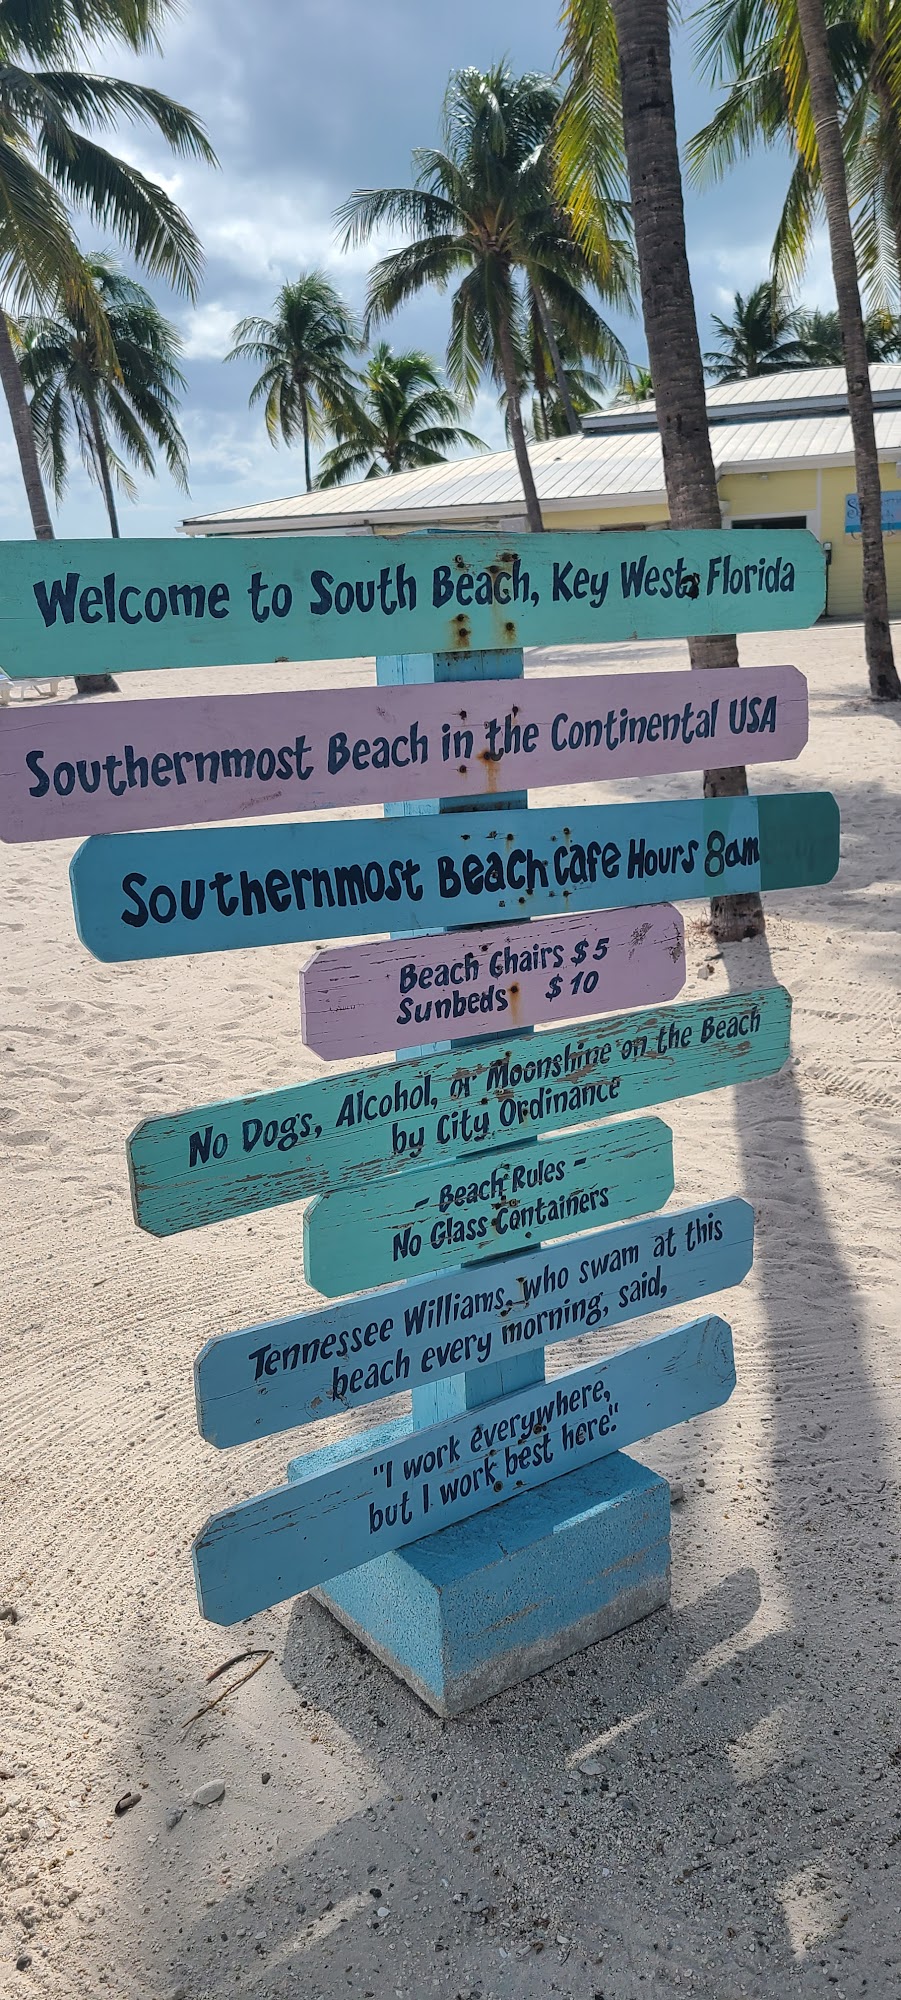 Welcome to South Beach, Key West, Florida
Southernmost Beach in the Continental USA
Southernmost Beach Cafe Hours 8am
Beach Chairs $5
Sunbeds $10
No Dogs, Alcohol, or Moonshine on the Beach
by City Ordinance
- Beach Rules -
No Glass Containers
Tennessee Williams, who swam at this
beach every morning, said,
"I work everywhere,
but I work best here."